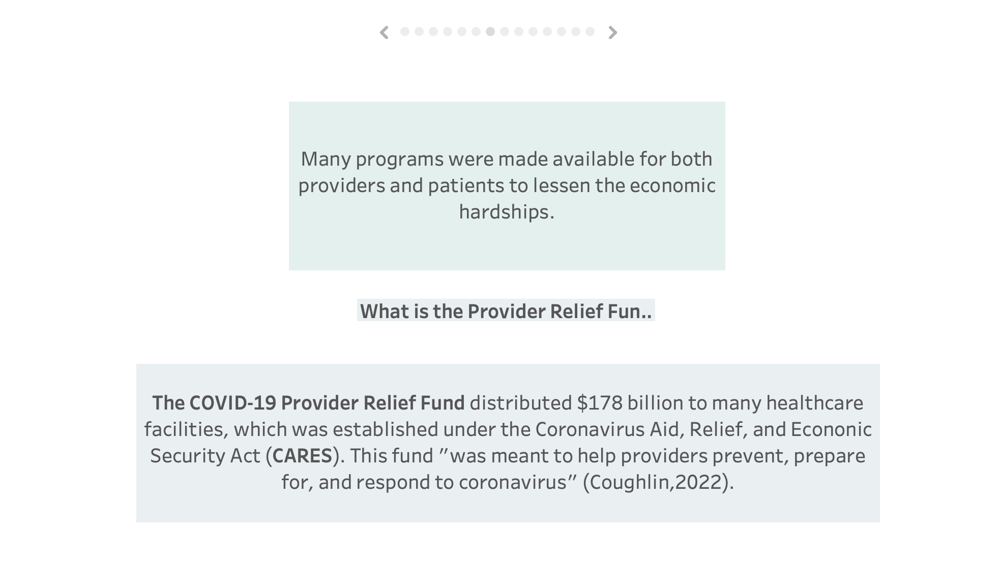 Many programs were made available for both
providers and patients to lessen the economic
hardships.
What is the Provider Relief Fun..
The COVID-19 Provider Relief Fund distributed $178 billion to many healthcare
facilities, which was established under the Coronavirus Aid, Relief, and Econonic
Security Act (CARES). This fund "was meant to help providers prevent, prepare
for, and respond to coronavirus" (Coughlin,2022).